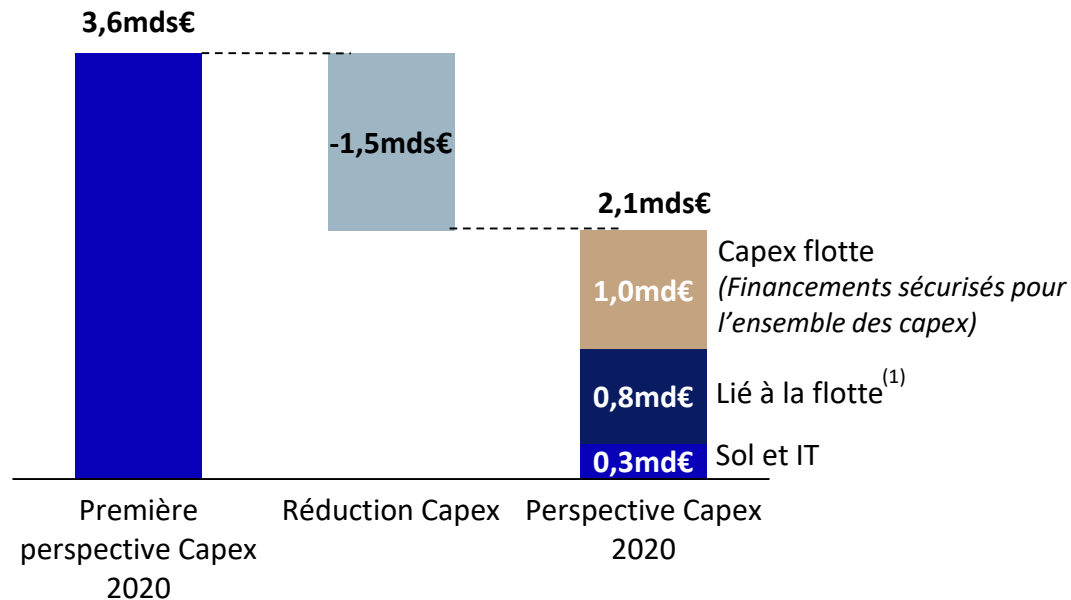 3,6mds€
-1,5mds€
2,1mds€
1,0md€
Capex flotte
(Financements sécurisés pour
l’ensemble des capex)
0,8md€
Lié à la flotte(1)
0,3md€
Sol et IT
Première
perspective Capex
2020
Réduction Capex
Perspective Capex
2020